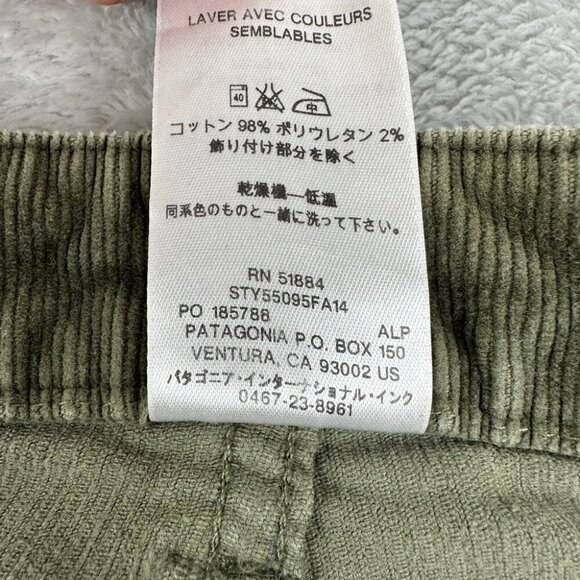 LAVER AVEC COULEURS
SEMBLABLES
40 中
コットン 98% ポリウレタン 2%
飾り付け部分を除く
乾燥機—低温
同系色のものと一緒に洗って下さい。
RN 51884
STY55095FA14
PO 185788 ALP
PATAGONIA P.O. BOX 150
VENTURA, CA 93002 US
パタゴニア・インターナショナル・インク
0467-23-8961